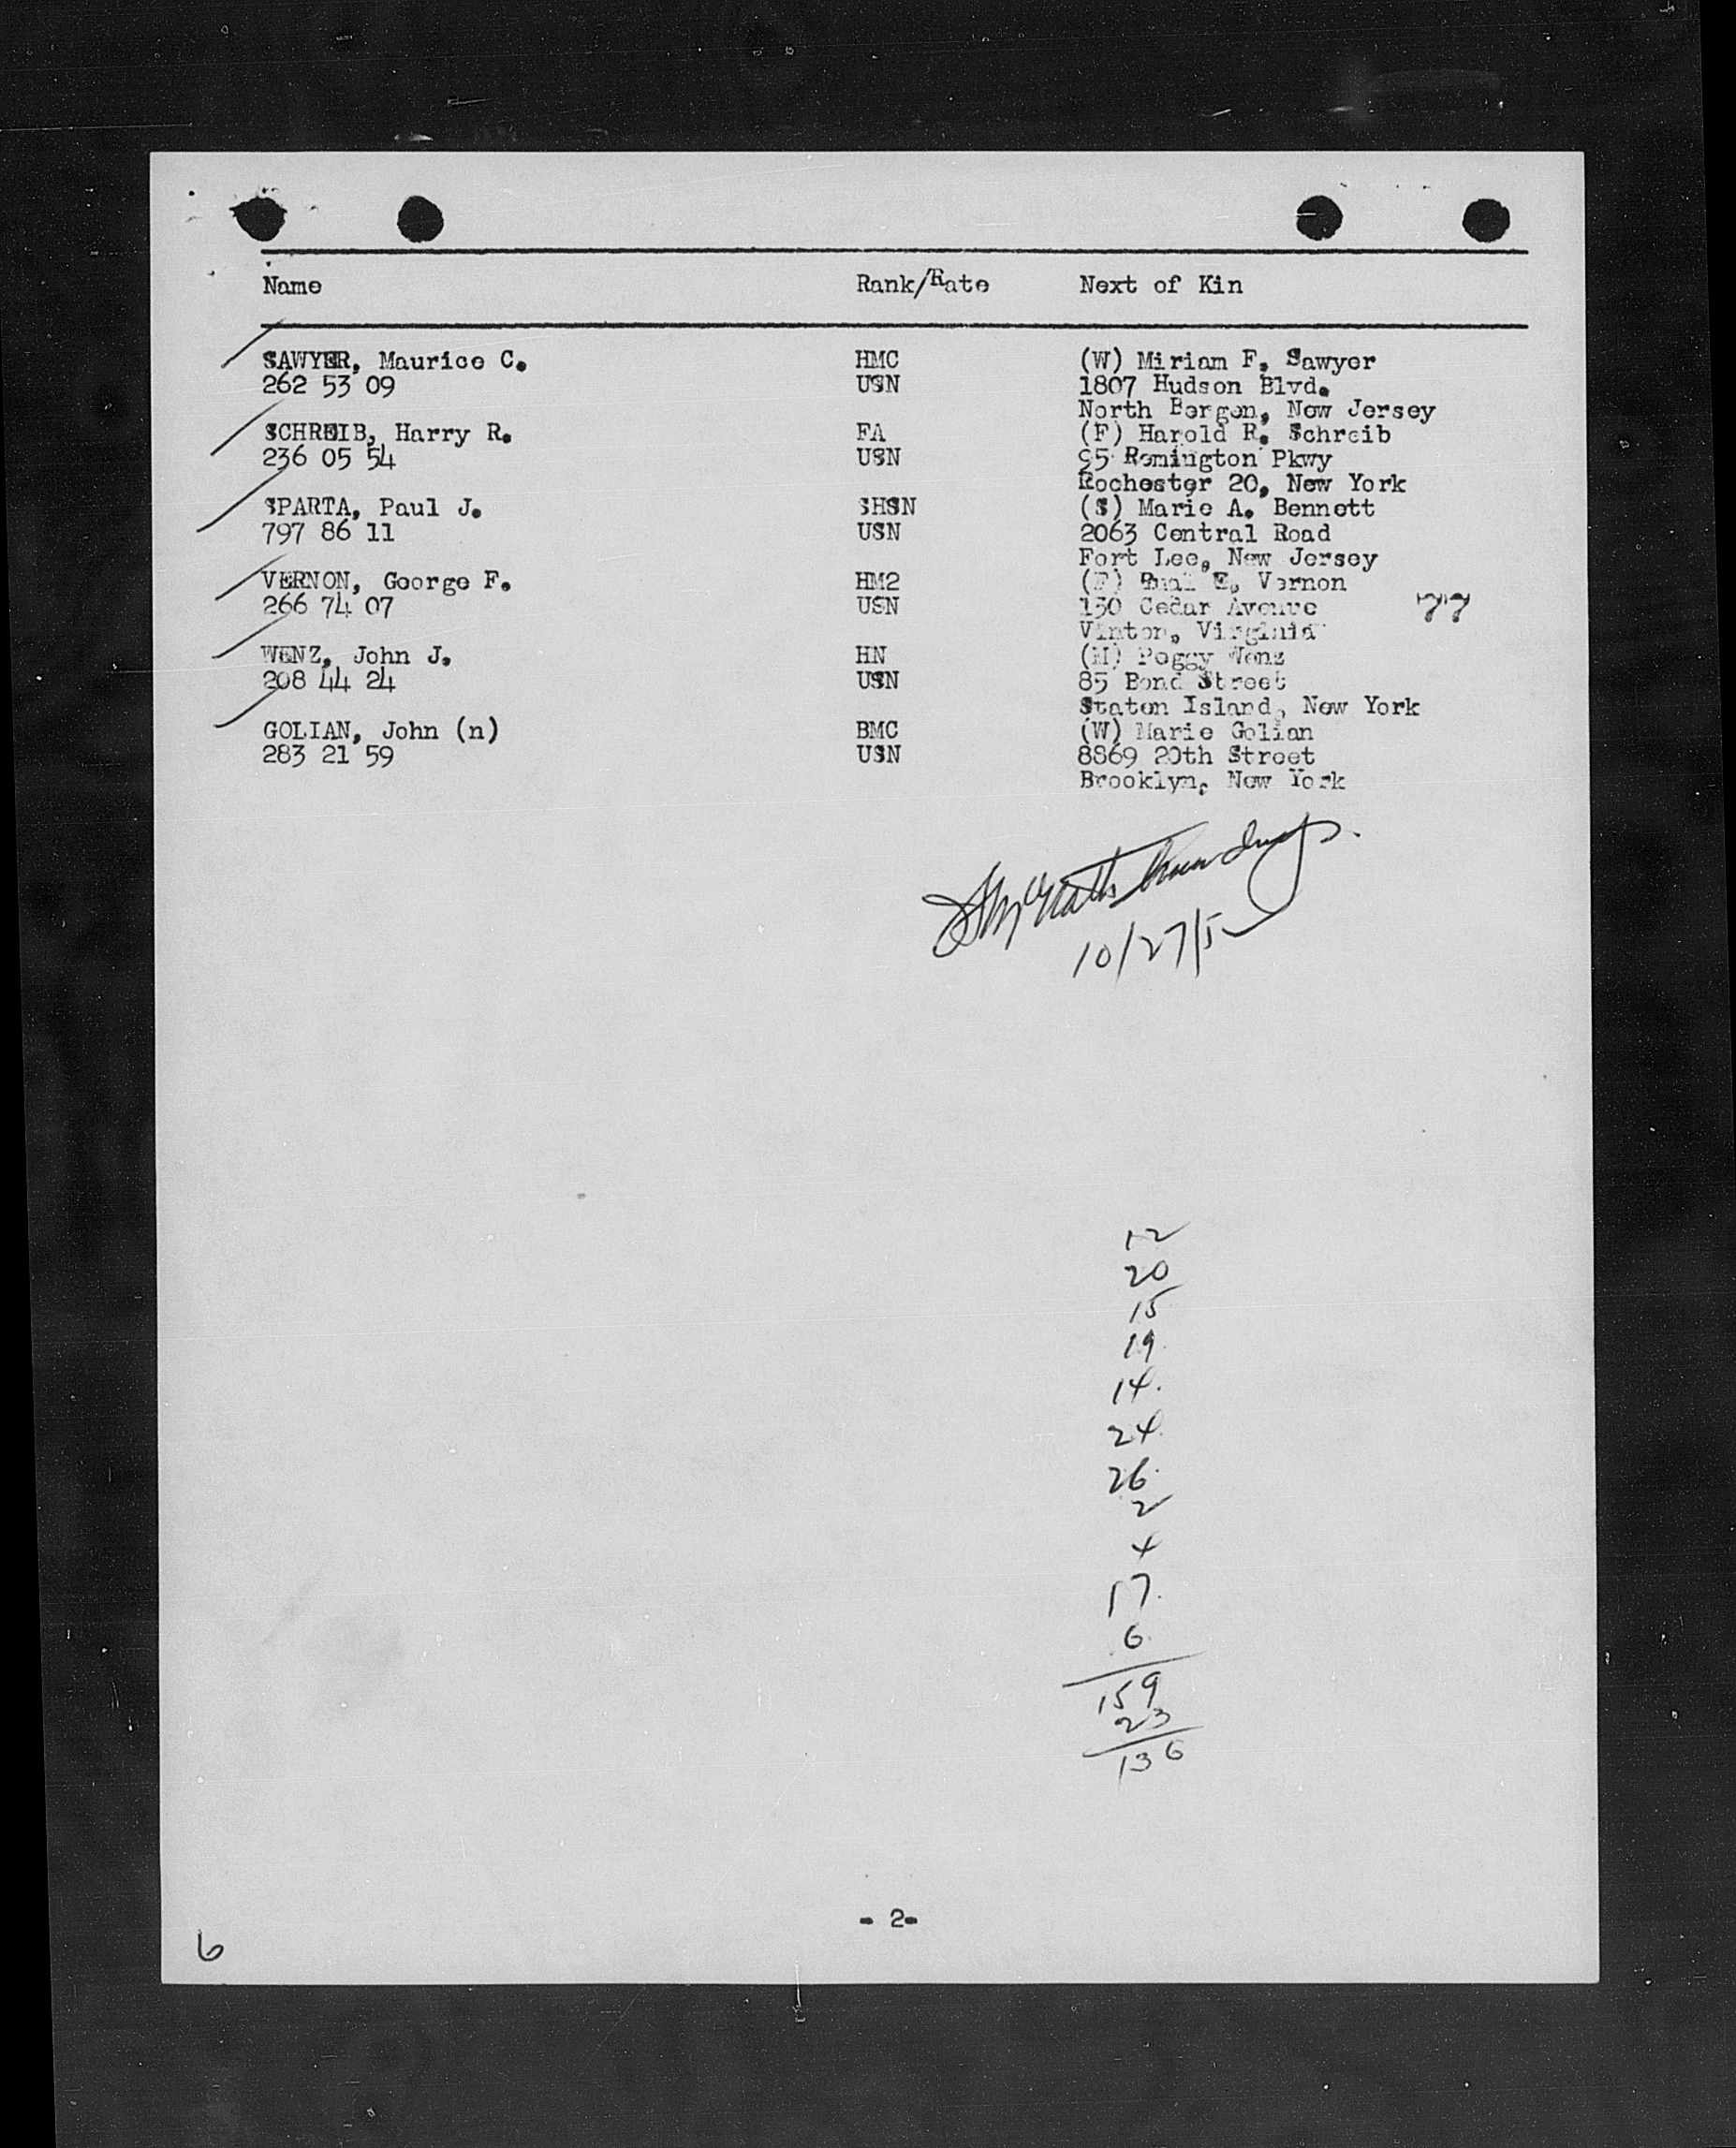 Name Rank/Rate Next of Kin
SAWYER, Maurice C. HMC (W) Miriam F. Sawyer
262 53 09 USN 1807 Hudson Blvd.
North Bergen, New Jersey
SCHREIB, Harry R. FA (F) Harold R. Schreib
236 05 54 USN 95 Remington Pkwy
Rochester 20, New York
SPARTA, Paul J. SHSN (S) Marie A. Bennett
797 86 11 USN 2063 Central Road
Fort Lee, New Jersey
VERNON, George F. HM2 (F) E. Vernon
266 74 07 USN 150 Cedar Avenue
Vinton, Virginia
WENZ, John J. HN (M) Peggy Wenz
208 44 24 USN 85 Bond Street
Staten Island, New York
GOLIAN, John (n) BMC (W) Marie Golian
283 21 59 USN 8869 20th Street
Brooklyn, New York
10/27/5
12
20
15
19
14
24
26
2
4
17
6
159
23
136
- 2-
6